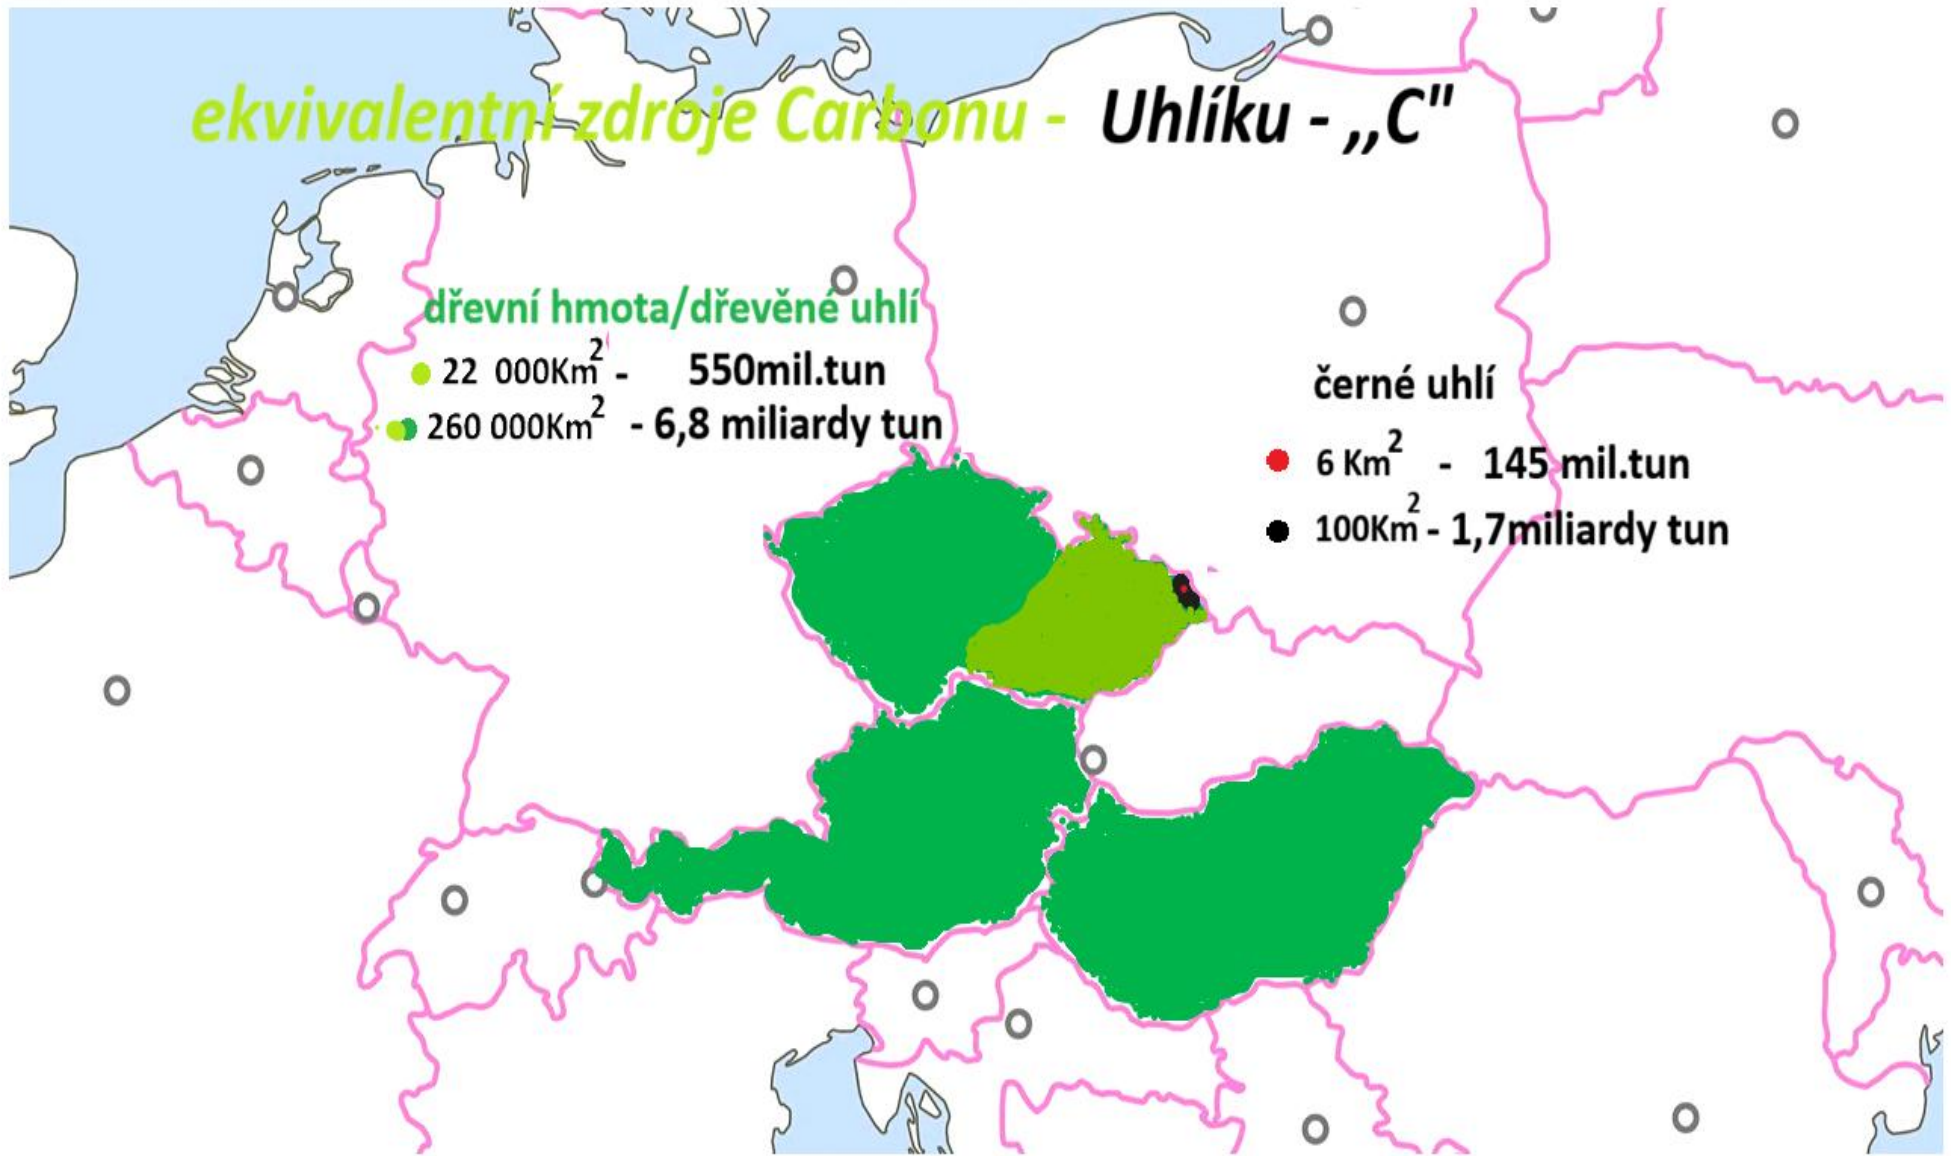 ekvivalentní zdroje Carbonu - Uhlíku - ,,C"
dřevní hmota/dřevěné uhlí
22 000Km² - 550mil.tun
260 000Km² - 6,8 miliardy tun
černé uhlí
6 Km² - 145 mil.tun
100Km² - 1,7miliardy tun